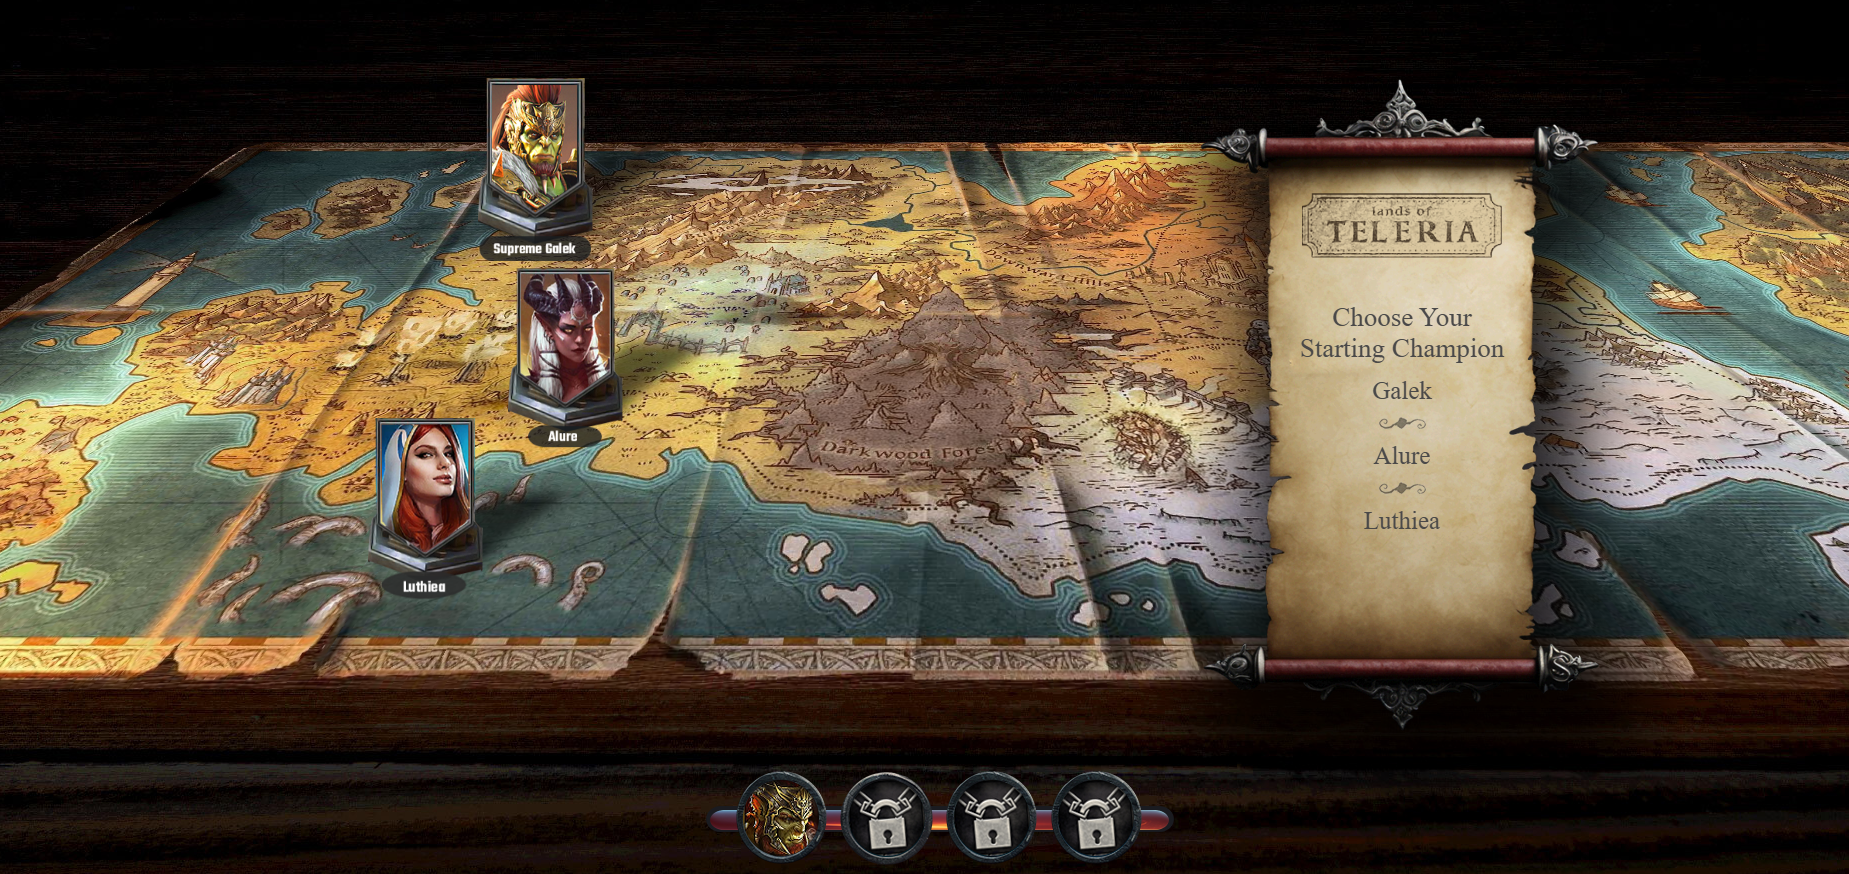 Supreme Galek
Alure
Luthiea
Darkwood Forest
lands of
TELERIA
Choose Your
Starting Champion
Galek
Alure
Luthiea